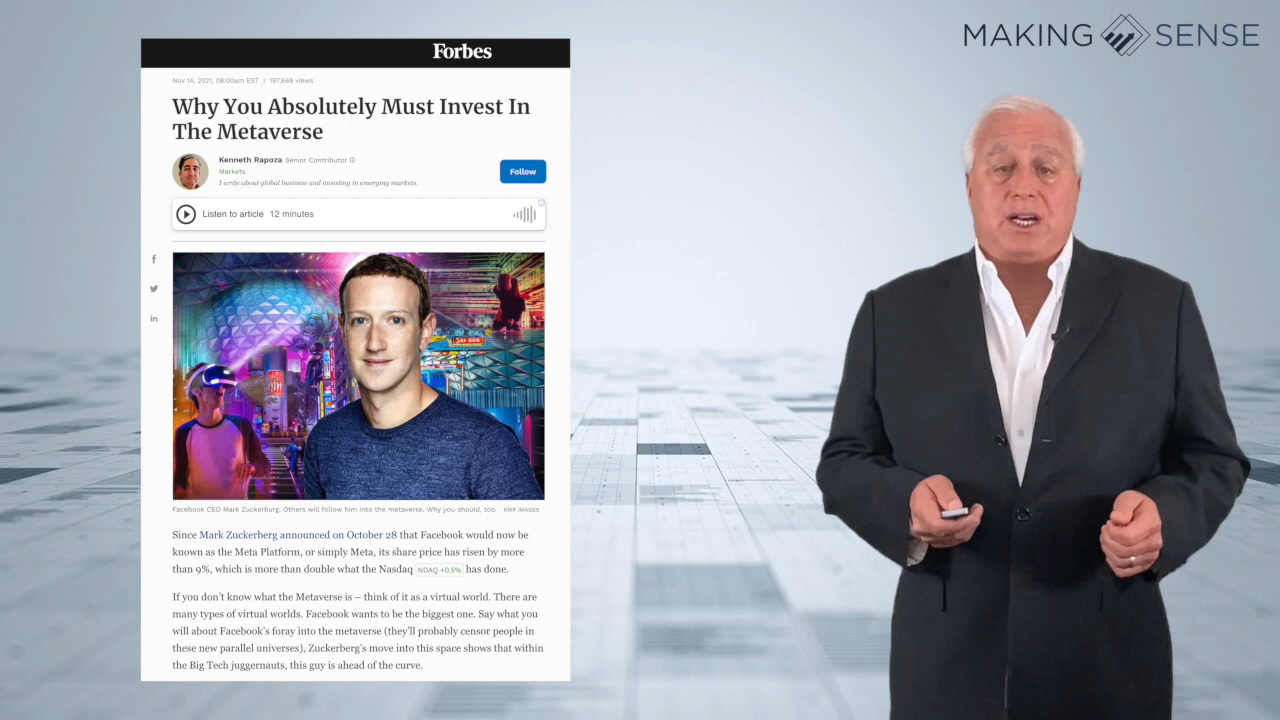 MAKING SENSE
Forbes
Nov 14, 2021, 08:00am EST | 197,668 views
Why You Absolutely Must Invest In
The Metaverse
Kenneth Rapoza Senior Contributor
Markets
I write about global business and investing in emerging markets.
Follow
Listen to article 12 minutes
Facebook CEO Mark Zuckerburg. Others will follow him into the metaverse. Why you should, too. KMR IMAGES
Since Mark Zuckerberg announced on October 28 that Facebook would now be
known as the Meta Platform, or simply Meta, its share price has risen by more
than 9%, which is more than double what the Nasdaq NDAQ +0.5% has done.
If you don't know what the Metaverse is – think of it as a virtual world. There are
many types of virtual worlds. Facebook wants to be the biggest one. Say what you
will about Facebook's foray into the metaverse (they'll probably censor people in
these new parallel universes), Zuckerberg's move into this space shows that within
the Big Tech juggernauts, this guy is ahead of the curve.